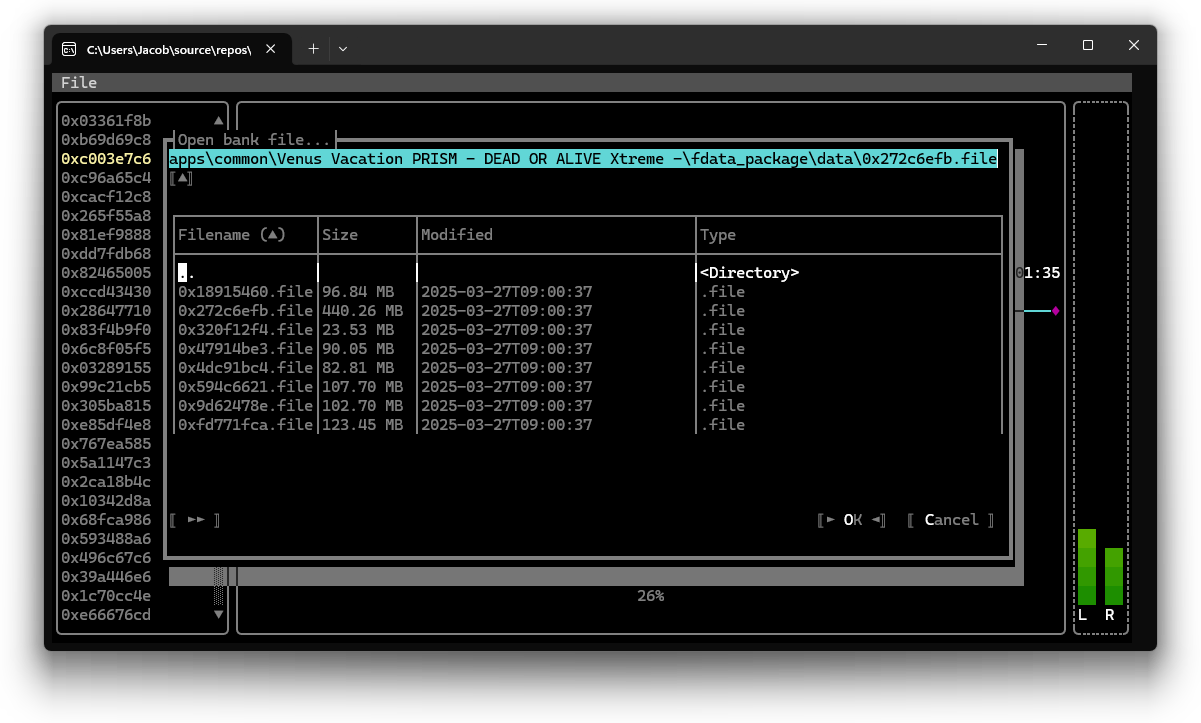 C:\Users\Jacob\source\repos\
File
0x03361f8b
0xb69d69c8
0xc003e7c6
0xc96a65c4
0xcacf12c8
0x265f55a8
0x81ef9888
0xdd7fdb68
0x82465005
0xccd43430
0x28647710
0x83f4b9f0
0x6c8f05f5
0x03289155
0x99c21cb5
0x305ba815
0xe85df4e8
0x767ea585
0x5a1147c3
0x2ca18b4c
0x10342d8a
0x68fca986
0x593488a6
0x496c67c6
0x39a446e6
0x1c70cc4e
0xe66676cd
Open bank file...
apps\common\Venus Vacation PRISM - DEAD OR ALIVE Xtreme -\fdata_package\data\0x272c6efb.file
[▲]
Filename (▲) Size Modified Type
.. <Directory>
0x18915460.file 96.84 MB 2025-03-27T09:00:37 .file
0x272c6efb.file 440.26 MB 2025-03-27T09:00:37 .file
0x320f12f4.file 23.53 MB 2025-03-27T09:00:37 .file
0x47914be3.file 90.05 MB 2025-03-27T09:00:37 .file
0x4dc91bc4.file 82.81 MB 2025-03-27T09:00:37 .file
0x594c6621.file 107.70 MB 2025-03-27T09:00:37 .file
0x9d62478e.file 102.70 MB 2025-03-27T09:00:37 .file
0xfd771fca.file 123.45 MB 2025-03-27T09:00:37 .file
⟦ ►► ⟧ ⟦► OK ◄⟧ ⟦ Cancel ⟧
01:35
26%
L R